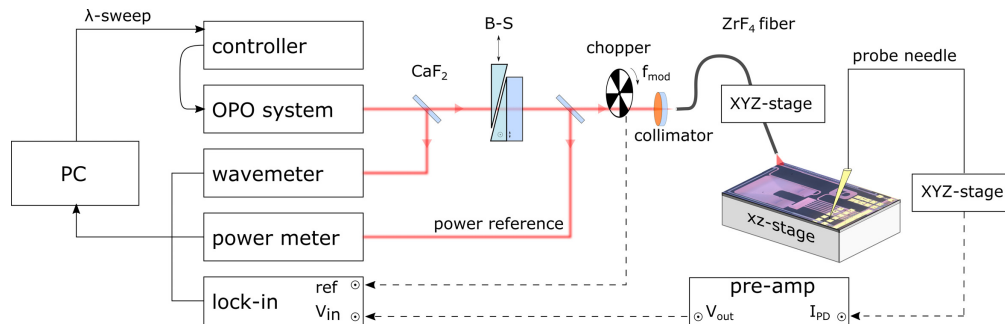 λ-sweep
controller
OPO system
PC
wavemeter
power meter
lock-in
ref
Vin
CaF2
B-S
power reference
chopper
fmod
collimator
ZrF4 fiber
XYZ-stage
probe needle
XYZ-stage
xz-stage
pre-amp
Vout
IPD